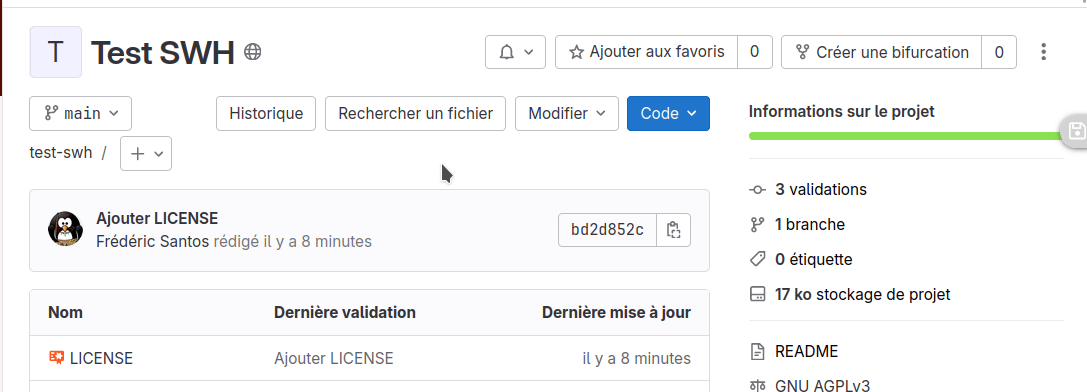 T Test SWH
Ajouter aux favoris 0
Créer une bifurcation 0
main
Historique
Rechercher un fichier
Modifier
Code
test-swh /
Ajouter LICENSE
Frédéric Santos rédigé il y a 8 minutes
bd2d852c
Nom Dernière validation Dernière mise à jour
LICENSE Ajouter LICENSE il y a 8 minutes
Informations sur le projet
3 validations
1 branche
0 étiquette
17 ko stockage de projet
README
GNU AGPLv3